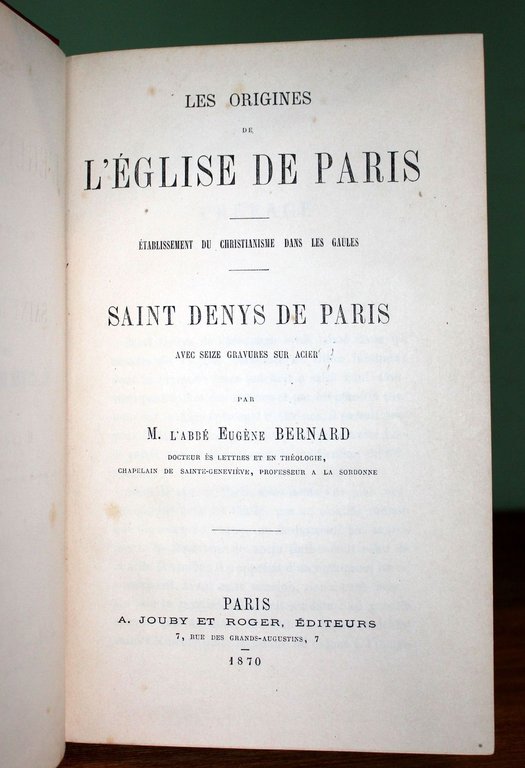 LES ORIGINES
DE
L'ÉGLISE DE PARIS
ÉTABLISSEMENT DU CHRISTIANISME DANS LES GAULES
SAINT DENYS DE PARIS
AVEC SEIZE GRAVURES SUR ACIER
PAR
M. L'ABBÉ EUGÈNE BERNARD
DOCTEUR ÈS LETTRES ET EN THÉOLOGIE,
CHAPELAIN DE SAINTE-GENEVIÈVE, PROFESSEUR A LA SORBONNE
PARIS
A. JOUBY ET ROGER, ÉDITEURS
7, RUE DES GRANDS-AUGUSTINS, 7
1870